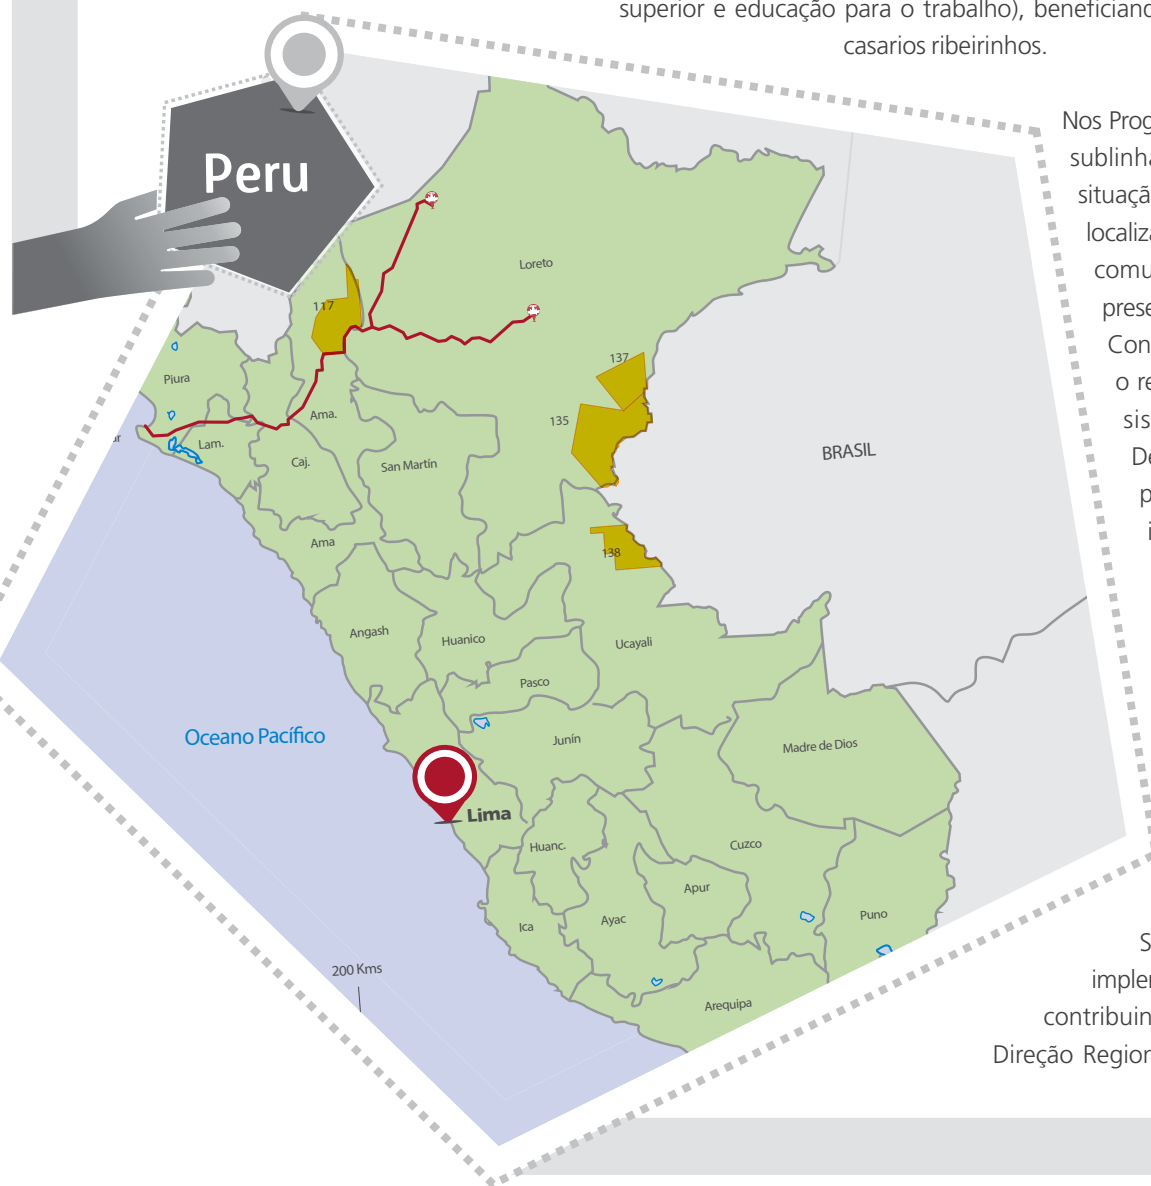 superior e educação para o trabalho), beneficiando
casarios ribeirinhos.
Peru
Nos Prog
sublinha
situaçã
localiza
comu
prese
Con
o re
sis
De
p
i
Loreto
117
137
135
138
Piura
Lam.
Ama.
Caj.
San Martín
BRASIL
Ama
Angash
Huanico
Ucayali
Pasco
Oceano Pacífico
Junín
Madre de Dios
Lima
Huanc.
Cuzco
Apur
Ica
Ayac
Puno
200 Kms
Arequipa
S
impler
contribuin
Direção Region